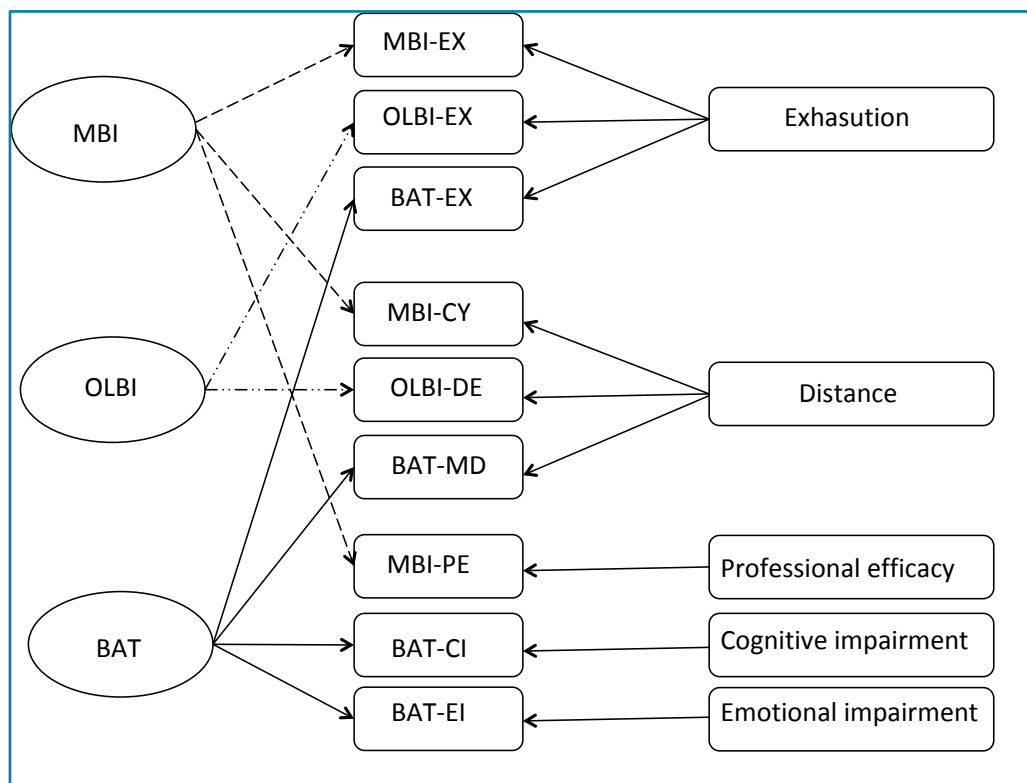 MBI-EX
OLBI-EX
BAT-EX
MBI
Exhasution
MBI-CY
OLBI-DE
BAT-MD
OLBI
Distance
MBI-PE
BAT-CI
BAT-EI
BAT
Professional efficacy
Cognitive impairment
Emotional impairment